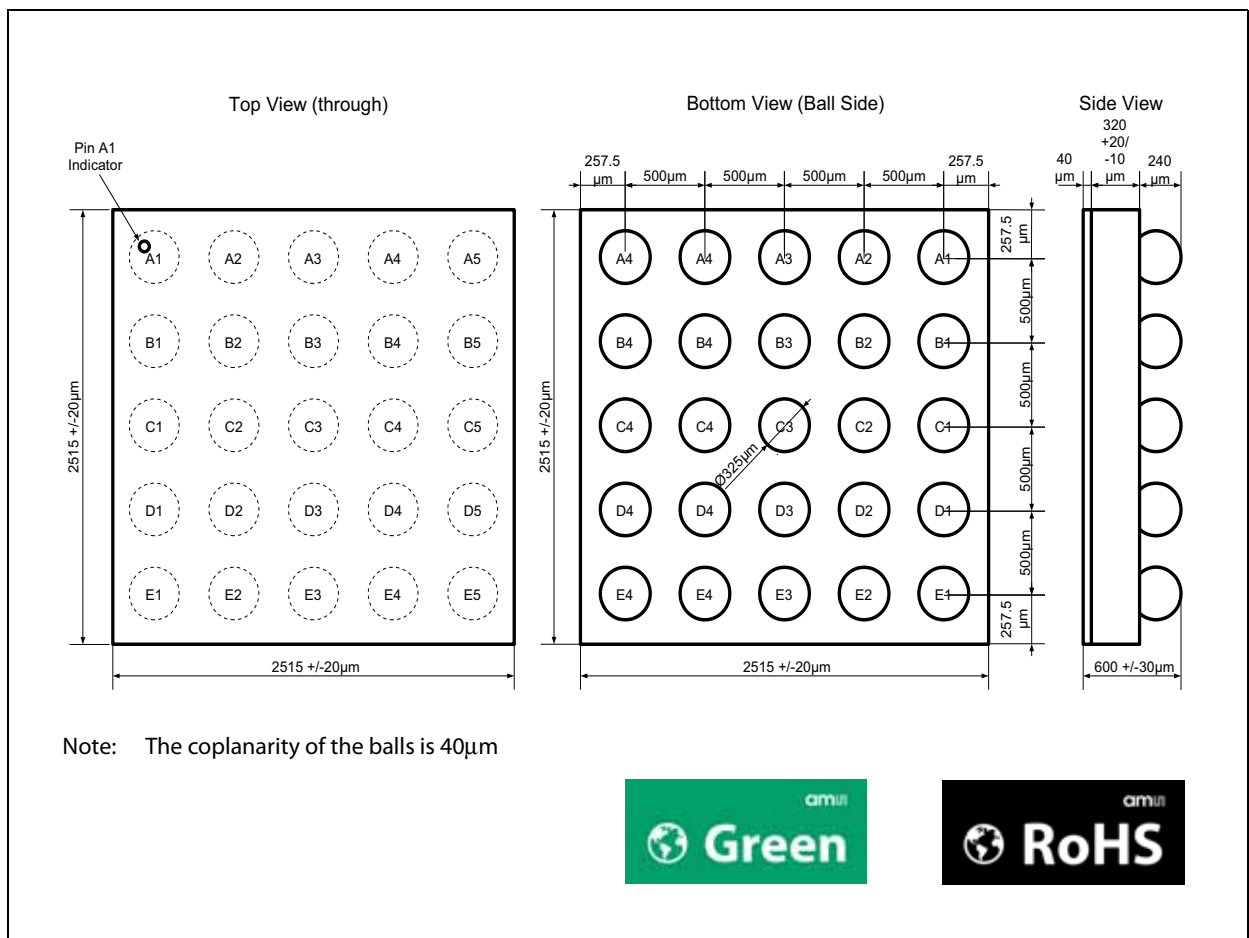 Top View (through)
Bottom View (Ball Side)
Side View
Pin A1
Indicator
257.5
µm
500µm
500µm
500µm
500µm
257.5
µm
40
µm
320
+20/
-10
µm
240
µm
A1 A2 A3 A4 A5
B1 B2 B3 B4 B5
C1 C2 C3 C4 C5
D1 D2 D3 D4 D5
E1 E2 E3 E4 E5
2515 +/-20µm
2515 +/-20µm
A4 A4 A3 A2 A1
B4 B4 B3 B2 B1
C4 C4 C3 C2 C1
D4 D4 D3 D2 D1
E4 E4 E3 E2 E1
Ø325µm
2515 +/-20µm
2515 +/-20µm
257.5
µm
500µm
500µm
500µm
500µm
257.5
µm
600 +/-30µm
Note: The coplanarity of the balls is 40µm
am
Green
am
RoHS